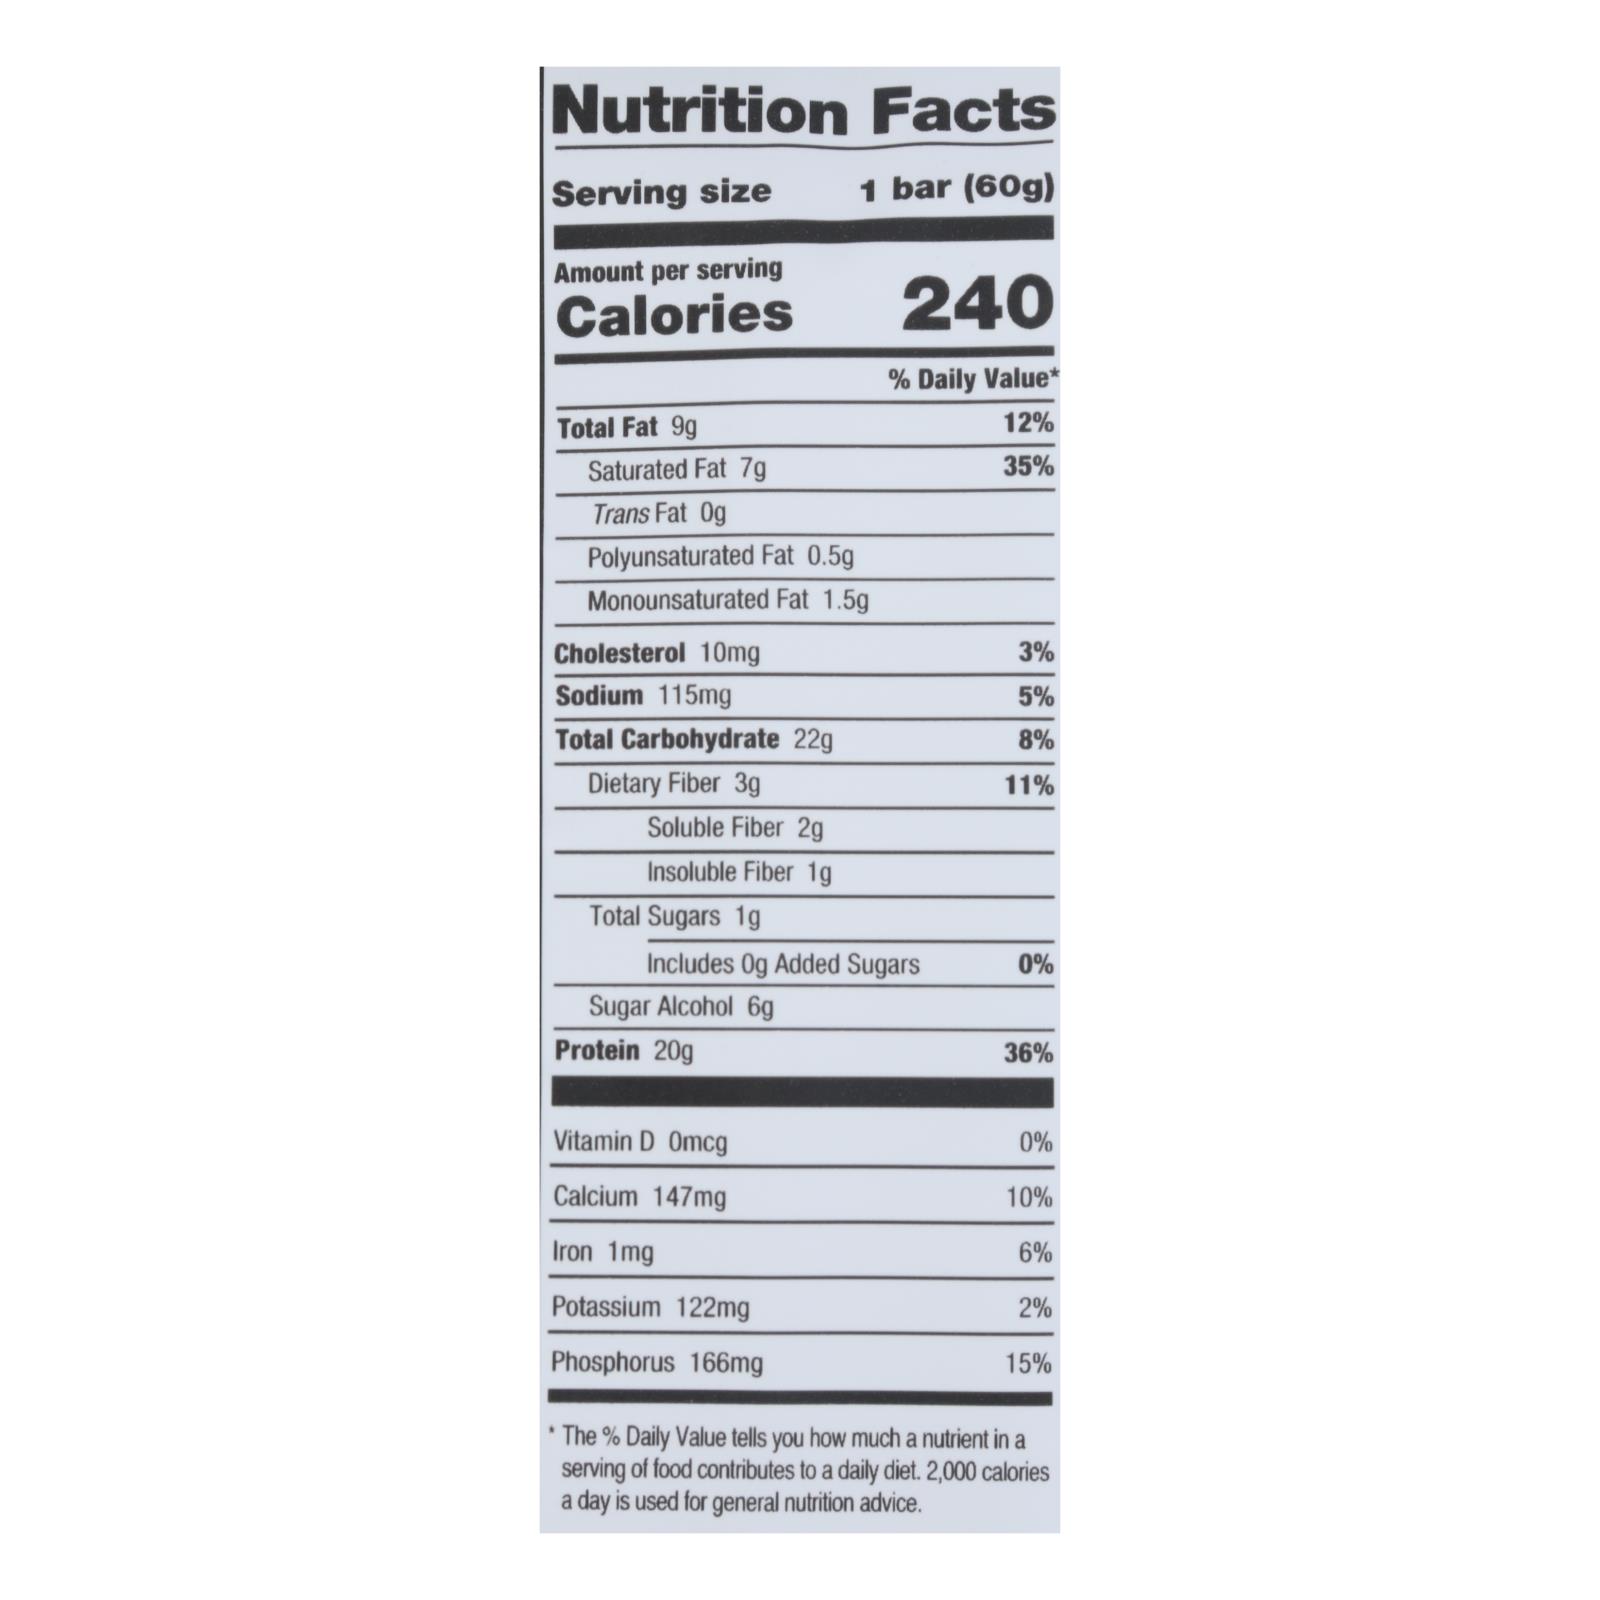 Nutrition Facts
Serving size 1 bar (60g)
Amount per serving
Calories 240
% Daily Value*
Total Fat 9g 12%
Saturated Fat 7g 35%
Trans Fat 0g
Polyunsaturated Fat 0.5g
Monounsaturated Fat 1.5g
Cholesterol 10mg 3%
Sodium 115mg 5%
Total Carbohydrate 22g 8%
Dietary Fiber 3g 11%
Soluble Fiber 2g
Insoluble Fiber 1g
Total Sugars 1g
Includes 0g Added Sugars 0%
Sugar Alcohol 6g
Protein 20g 36%
Vitamin D 0mcg 0%
Calcium 147mg 10%
Iron 1mg 6%
Potassium 122mg 2%
Phosphorus 166mg 15%
* The % Daily Value tells you how much a nutrient in a
serving of food contributes to a daily diet. 2,000 calories
a day is used for general nutrition advice.